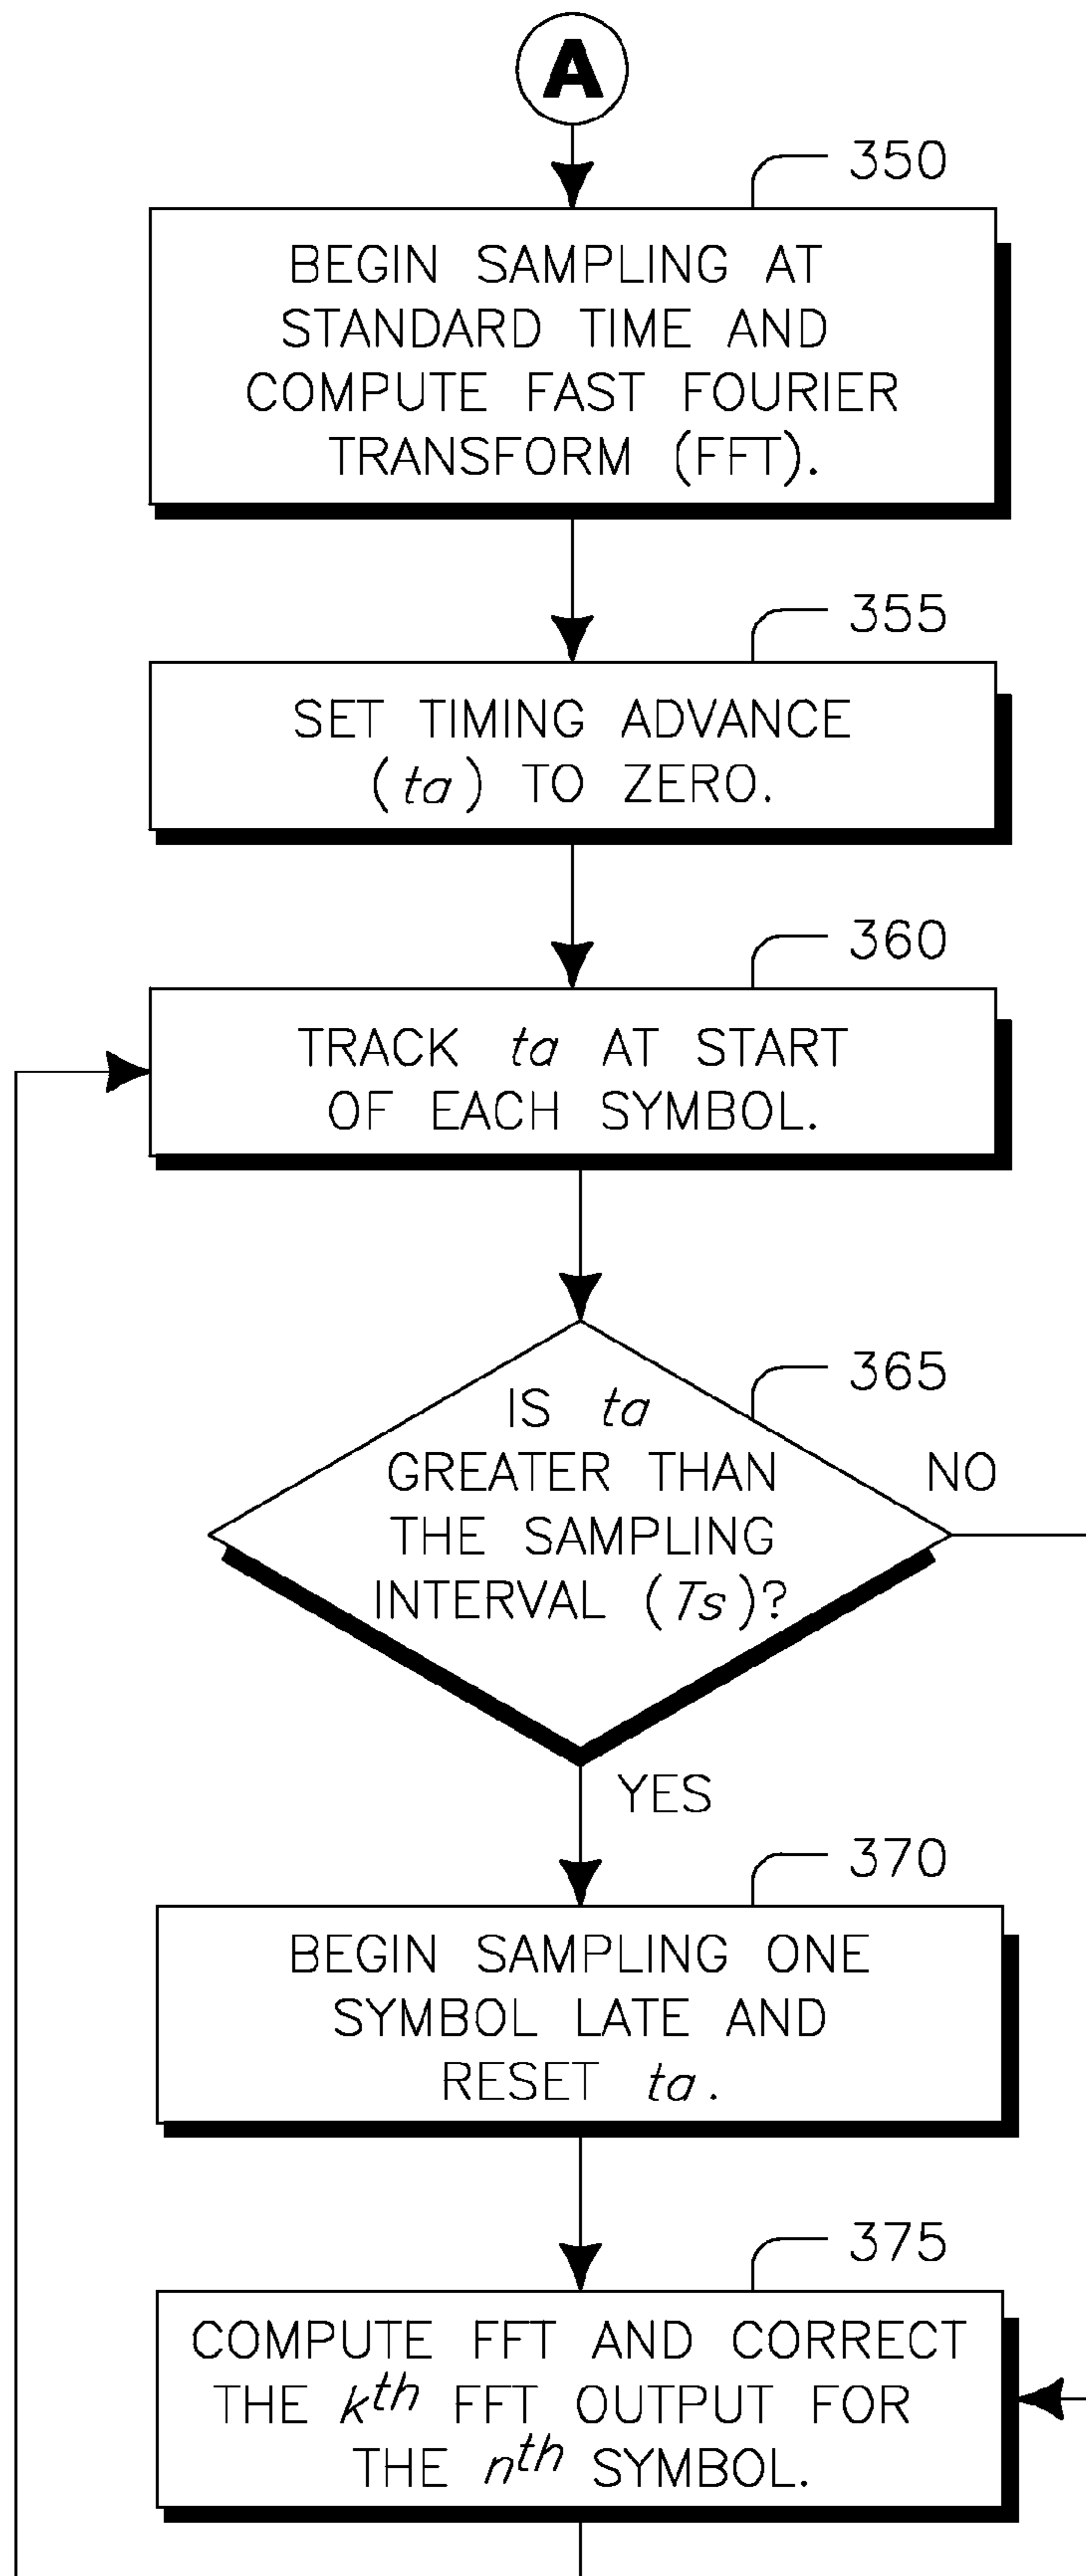 A
350
BEGIN SAMPLING AT
STANDARD TIME AND
COMPUTE FAST FOURIER
TRANSFORM (FFT).
355
SET TIMING ADVANCE
(ta) TO ZERO.
360
TRACK ta AT START
OF EACH SYMBOL.
365
IS ta
GREATER THAN
THE SAMPLING
INTERVAL (Ts)?
NO
YES
370
BEGIN SAMPLING ONE
SYMBOL LATE AND
RESET ta.
375
COMPUTE FFT AND CORRECT
THE kth FFT OUTPUT FOR
THE nth SYMBOL.